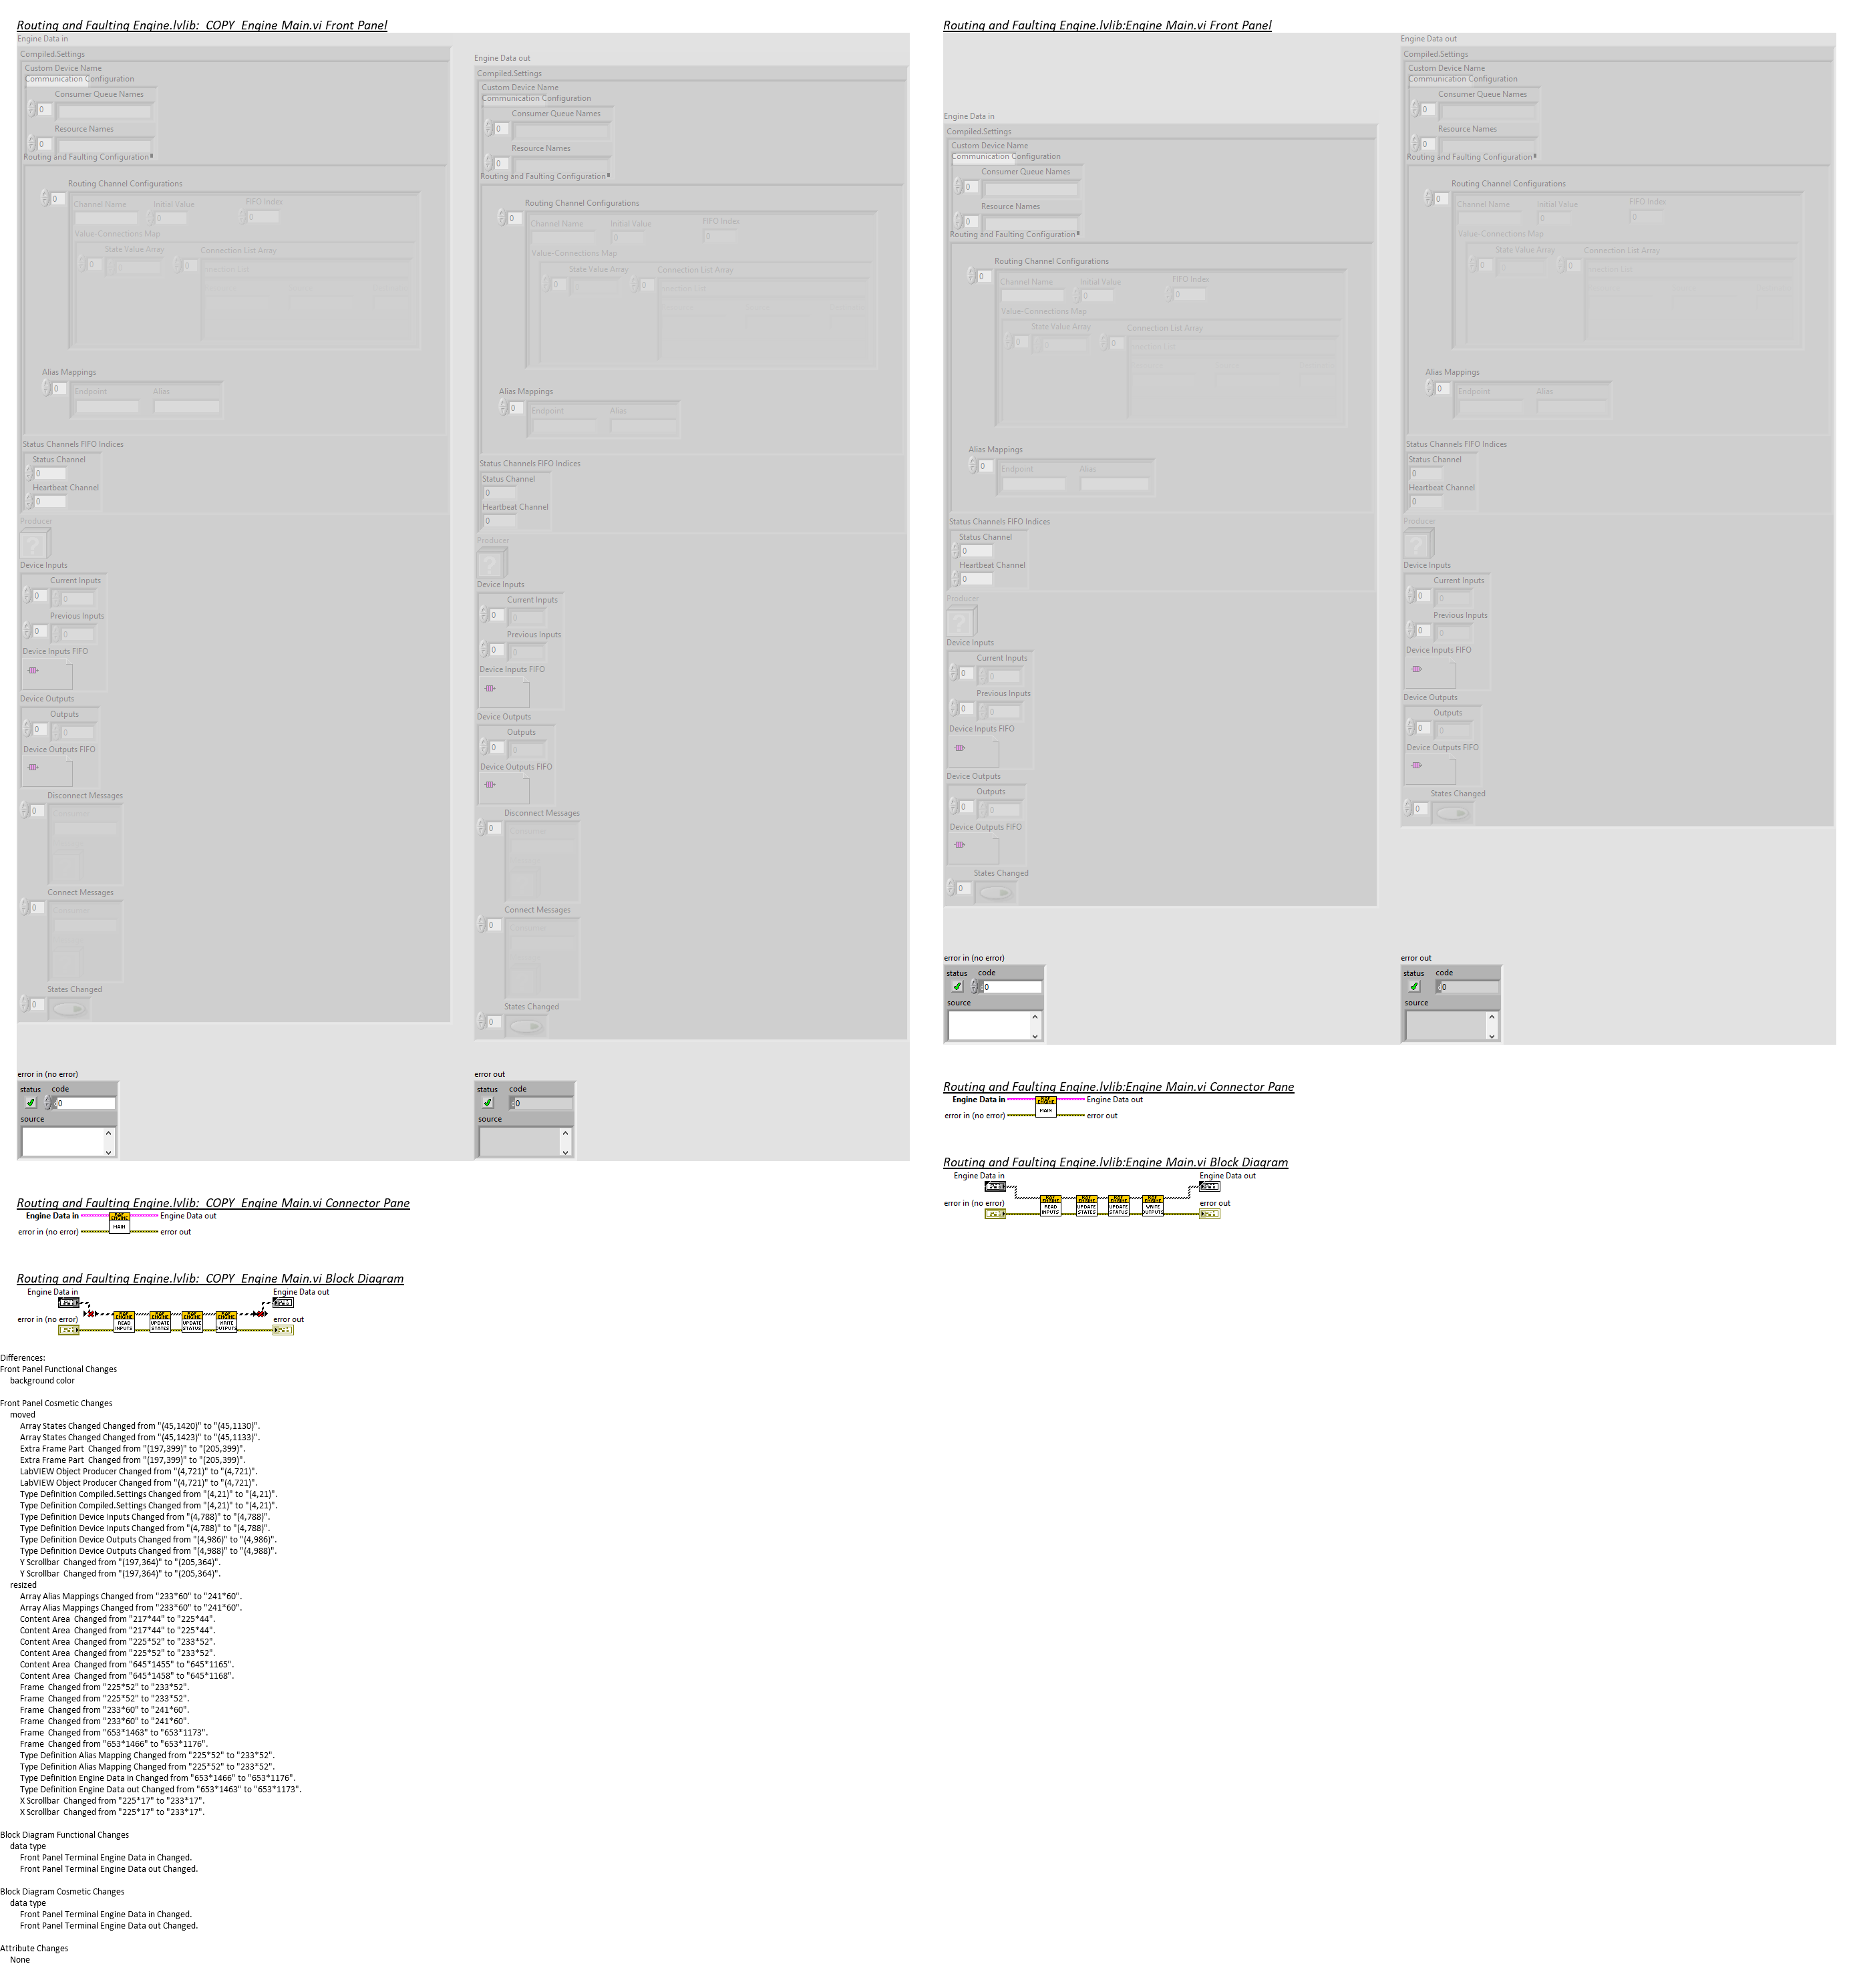 Routing and Faulting Engine.lvlib:  COPY  Engine Main.vi Front Panel
Engine Data in
Compiled.Settings
Custom Device Name
Communication Configuration
Consumer Queue Names
0
Resource Names
0
Routing and Faulting Configuration
Routing Channel Configurations
0
Channel Name
Initial Value
FIFO Index
0
0
Value-Connections Map
State Value Array
Connection List Array
0
0
0
Alias Mappings
0
Endpoint
Alias
Status Channels FIFO Indices
Status Channel
0
Heartbeat Channel
0
Producer
Device Inputs
Current Inputs
0
0
Previous Inputs
0
0
Device Inputs FIFO
Device Outputs
Outputs
0
0
Device Outputs FIFO
Disconnect Messages
0
Connect Messages
0
States Changed
0
error in (no error)
status
code
0
source
Engine Data out
Compiled.Settings
Custom Device Name
Communication Configuration
Consumer Queue Names
0
Resource Names
0
Routing and Faulting Configuration
Routing Channel Configurations
0
Channel Name
Initial Value
FIFO Index
0
0
Value-Connections Map
State Value Array
Connection List Array
0
0
0
Alias Mappings
0
Endpoint
Alias
Status Channels FIFO Indices
Status Channel
0
Heartbeat Channel
0
Producer
Device Inputs
Current Inputs
0
0
Previous Inputs
0
0
Device Inputs FIFO
Device Outputs
Outputs
0
0
Device Outputs FIFO
Disconnect Messages
0
Connect Messages
0
States Changed
0
error out
status
code
0
source
Routing and Faulting Engine.lvlib:  COPY  Engine Main.vi Connector Pane
Engine Data in
Engine Data out
MAIN
error in (no error)
error out
Routing and Faulting Engine.lvlib:  COPY  Engine Main.vi Block Diagram
Engine Data in
Engine Data out
error in (no error)
error out
READ INPUTS
UPDATE STATES
UPDATE STATUS
WRITE OUTPUTS
Routing and Faulting Engine.lvlib:Engine Main.vi Front Panel
Engine Data in
Compiled.Settings
Custom Device Name
Communication Configuration
Consumer Queue Names
0
Resource Names
0
Routing and Faulting Configuration
Routing Channel Configurations
0
Channel Name
Initial Value
FIFO Index
0
0
Value-Connections Map
State Value Array
Connection List Array
0
0
0
Alias Mappings
0
Endpoint
Alias
Status Channels FIFO Indices
Status Channel
0
Heartbeat Channel
0
Producer
Device Inputs
Current Inputs
0
0
Previous Inputs
0
0
Device Inputs FIFO
Device Outputs
Outputs
0
0
Device Outputs FIFO
States Changed
0
error in (no error)
status
code
0
source
Engine Data out
Compiled.Settings
Custom Device Name
Communication Configuration
Consumer Queue Names
0
Resource Names
0
Routing and Faulting Configuration
Routing Channel Configurations
0
Channel Name
Initial Value
FIFO Index
0
0
Value-Connections Map
State Value Array
Connection List Array
0
0
0
Alias Mappings
0
Endpoint
Alias
Status Channels FIFO Indices
Status Channel
0
Heartbeat Channel
0
Producer
Device Inputs
Current Inputs
0
0
Previous Inputs
0
0
Device Inputs FIFO
Device Outputs
Outputs
0
0
Device Outputs FIFO
States Changed
0
error out
status
code
0
source
Routing and Faulting Engine.lvlib:Engine Main.vi Connector Pane
Engine Data in
Engine Data out
MAIN
error in (no error)
error out
Routing and Faulting Engine.lvlib:Engine Main.vi Block Diagram
Engine Data in
Engine Data out
error in (no error)
error out
READ INPUTS
UPDATE STATES
UPDATE STATUS
WRITE OUTPUTS
Differences:
Front Panel Functional Changes
background color
Front Panel Cosmetic Changes
moved
Array States Changed Changed from "(45,1420)" to "(45,1130)".
Array States Changed Changed from "(45,1423)" to "(45,1133)".
Extra Frame Part  Changed from "(197,399)" to "(205,399)".
Extra Frame Part  Changed from "(197,399)" to "(205,399)".
LabVIEW Object Producer Changed from "(4,721)" to "(4,721)".
LabVIEW Object Producer Changed from "(4,721)" to "(4,721)".
Type Definition Compiled.Settings Changed from "(4,21)" to "(4,21)".
Type Definition Compiled.Settings Changed from "(4,21)" to "(4,21)".
Type Definition Device Inputs Changed from "(4,788)" to "(4,788)".
Type Definition Device Inputs Changed from "(4,788)" to "(4,788)".
Type Definition Device Outputs Changed from "(4,986)" to "(4,986)".
Type Definition Device Outputs Changed from "(4,988)" to "(4,988)".
Y Scrollbar  Changed from "(197,364)" to "(205,364)".
Y Scrollbar  Changed from "(197,364)" to "(205,364)".
resized
Array Alias Mappings Changed from "233*60" to "241*60".
Array Alias Mappings Changed from "233*60" to "241*60".
Content Area  Changed from "217*44" to "225*44".
Content Area  Changed from "217*44" to "225*44".
Content Area  Changed from "225*52" to "233*52".
Content Area  Changed from "225*52" to "233*52".
Content Area  Changed from "645*1455" to "645*1165".
Content Area  Changed from "645*1458" to "645*1168".
Frame  Changed from "225*52" to "233*52".
Frame  Changed from "225*52" to "233*52".
Frame  Changed from "233*60" to "241*60".
Frame  Changed from "233*60" to "241*60".
Frame  Changed from "653*1463" to "653*1173".
Frame  Changed from "653*1466" to "653*1176".
Type Definition Alias Mapping Changed from "225*52" to "233*52".
Type Definition Alias Mapping Changed from "225*52" to "233*52".
Type Definition Engine Data in Changed from "653*1466" to "653*1176".
Type Definition Engine Data out Changed from "653*1463" to "653*1173".
X Scrollbar  Changed from "225*17" to "233*17".
X Scrollbar  Changed from "225*17" to "233*17".
Block Diagram Functional Changes
data type
Front Panel Terminal Engine Data in Changed.
Front Panel Terminal Engine Data out Changed.
Block Diagram Cosmetic Changes
data type
Front Panel Terminal Engine Data in Changed.
Front Panel Terminal Engine Data out Changed.
Attribute Changes
None